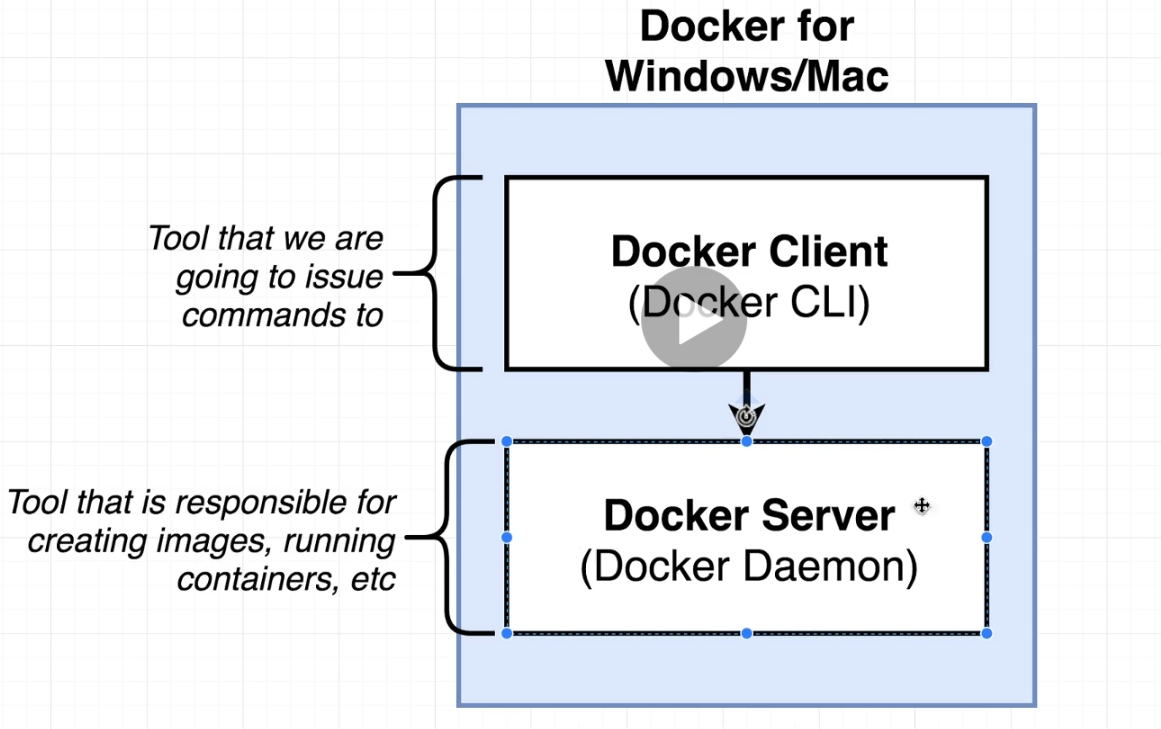 Docker for
Windows/Mac
Tool that we are
going to issue
commands to
Docker Client
(Docker CLI)
Tool that is responsible for
creating images, running
containers, etc
Docker Server
(Docker Daemon)